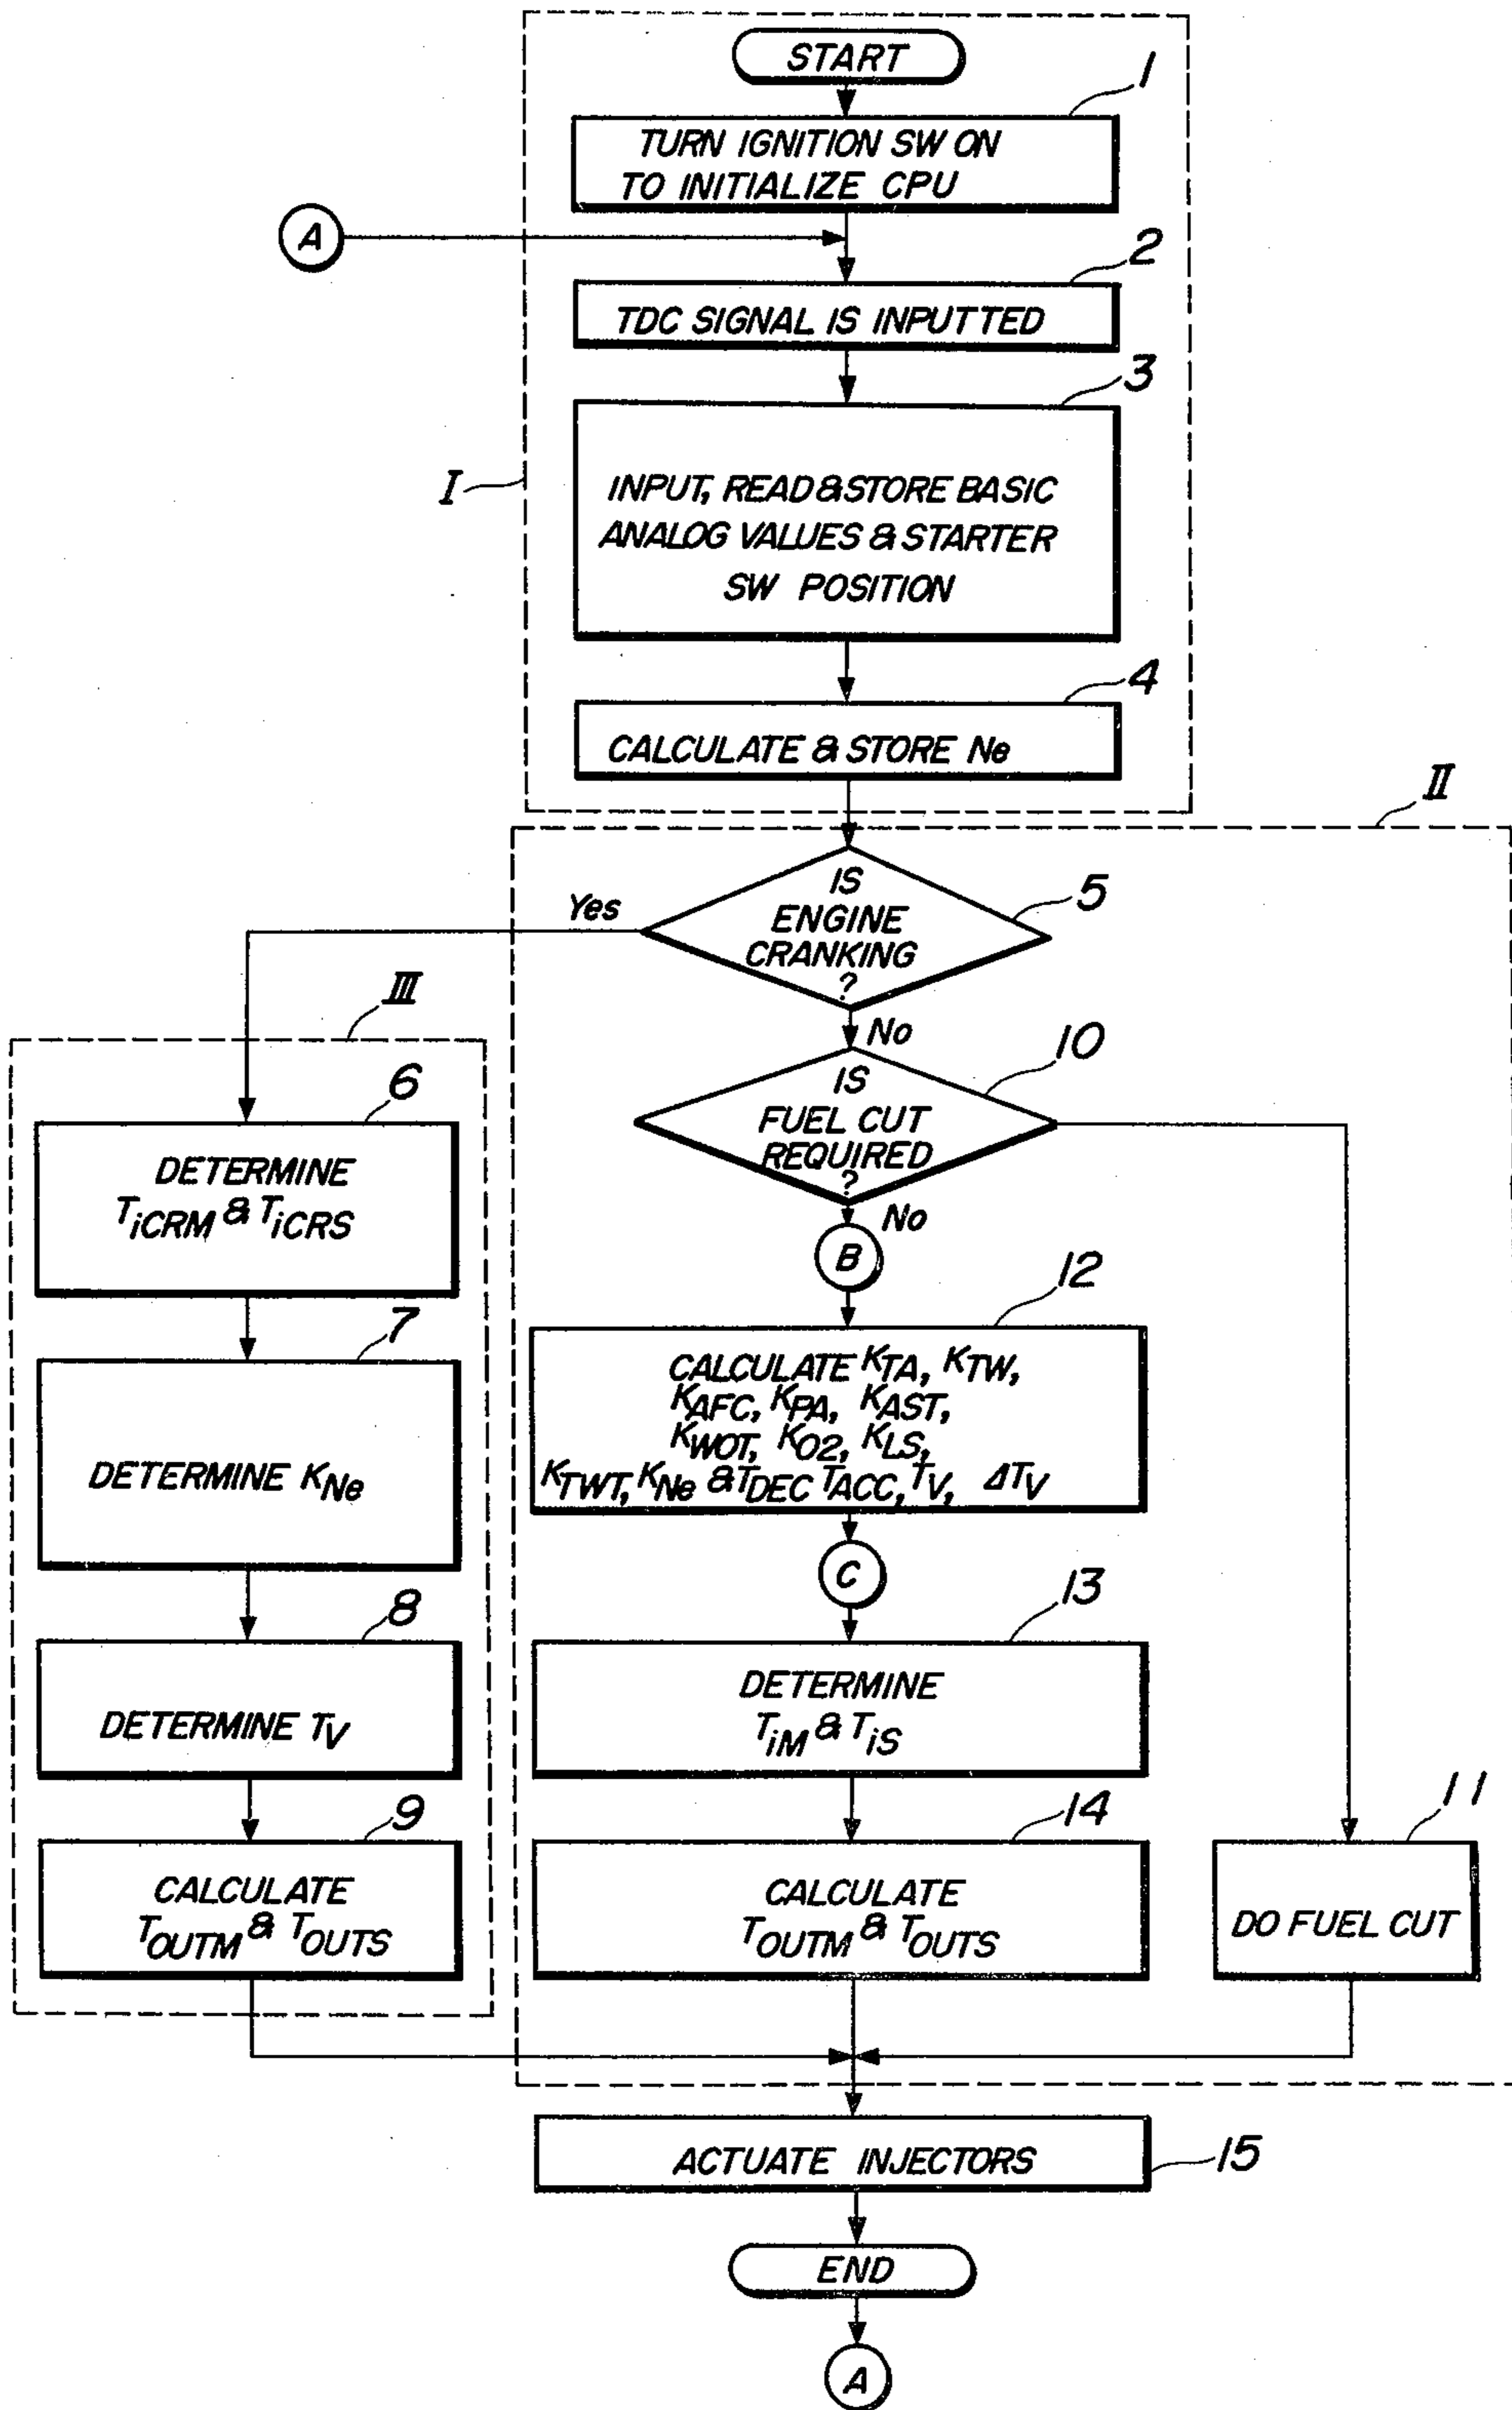 START
1
TURN IGNITION SW ON
TO INITIALIZE CPU
A
2
TDC SIGNAL IS INPUTTED
3
I
INPUT, READ & STORE BASIC
ANALOG VALUES & STARTER
SW POSITION
4
CALCULATE & STORE Ne
II
5
IS
ENGINE
CRANKING
?
Yes
No
III
6
DETERMINE
TiCRM & TiCRS
7
DETERMINE KNe
8
DETERMINE TV
9
CALCULATE
TOUTM & TOUTS
10
IS
FUEL CUT
REQUIRED
?
No
B
12
CALCULATE KTA, KTW,
KAFC, KPA, KAST,
KWOT, KO2, KLS,
KTWT, KNe & TDEC TACC, TV, ΔTV
C
13
DETERMINE
TiM & TiS
14
CALCULATE
TOUTM & TOUTS
11
DO FUEL CUT
ACTUATE INJECTORS
15
END
A